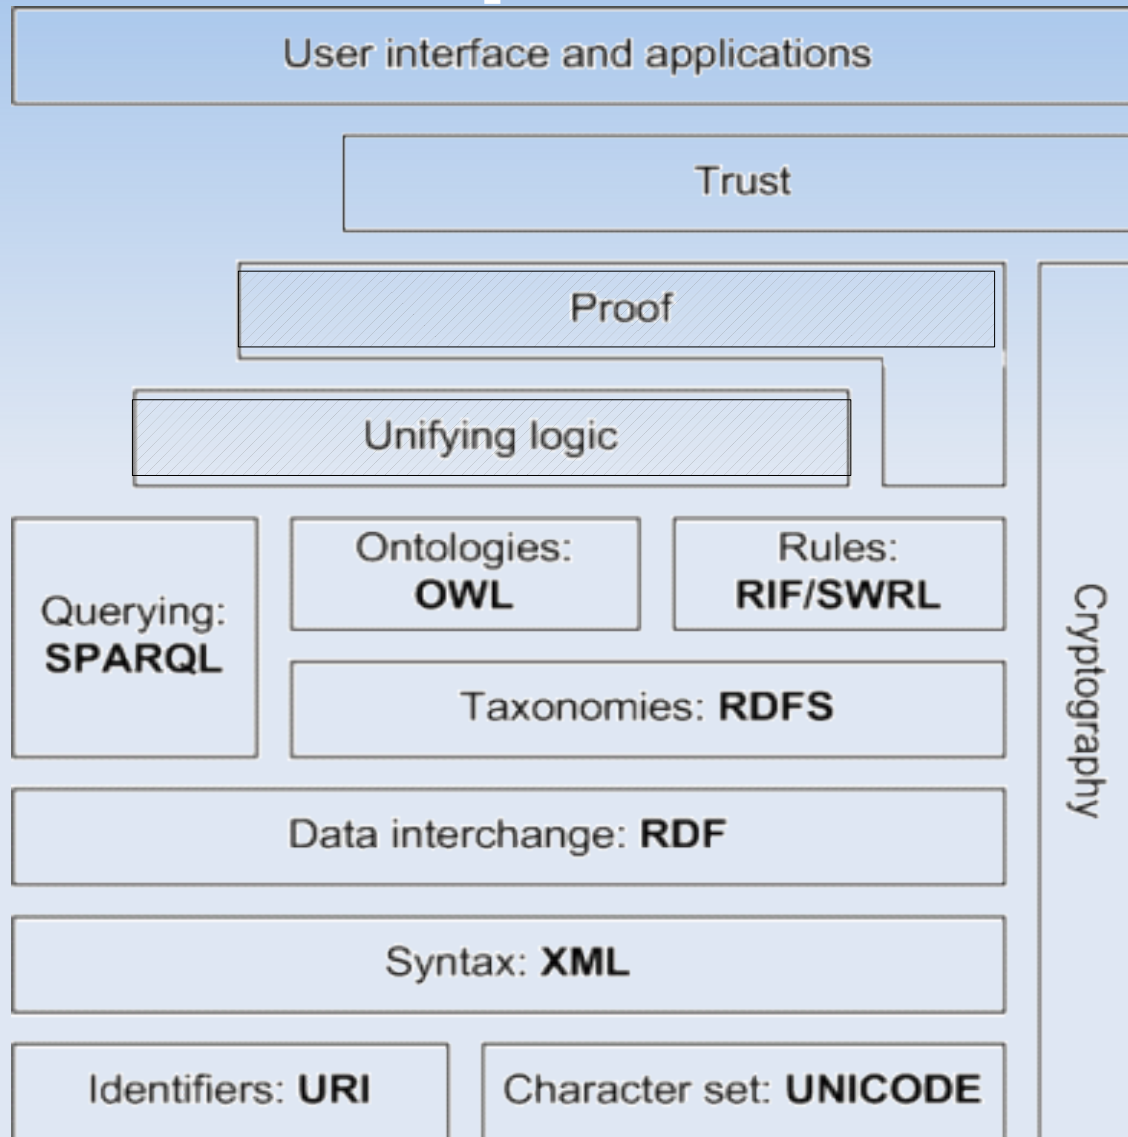 User interface and applications
Trust
Proof
Unifying logic
Querying:
SPARQL
Ontologies:
OWL
Rules:
RIF/SWRL
Taxonomies: RDFS
Cryptography
Data interchange: RDF
Syntax: XML
Identifiers: URI
Character set: UNICODE